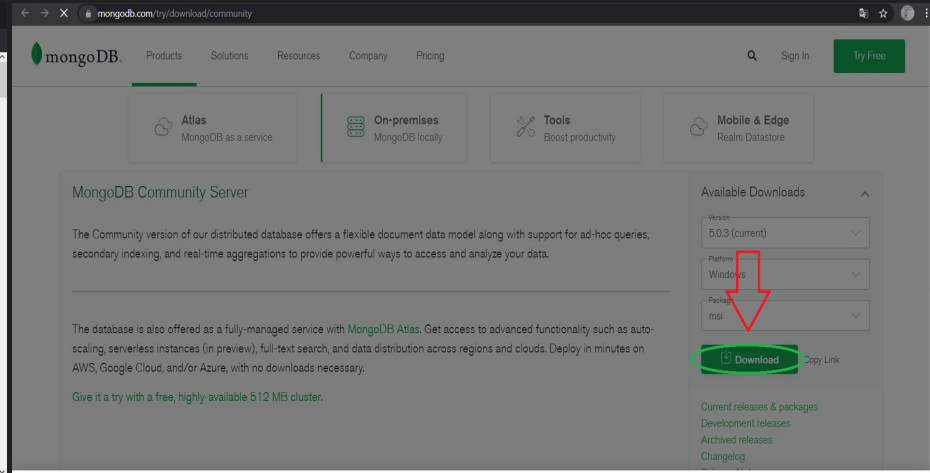 mongodb.com/try/download/community
mongoDB.
Products Solutions Resources Company Pricing
Sign In
Try Free
Atlas
MongoDB as a service
On-premises
MongoDB locally
Tools
Boost productivity
Mobile & Edge
Realm Datastore
MongoDB Community Server
The Community version of our distributed database offers a flexible document data model along with support for ad-hoc queries,
secondary indexing, and real-time aggregations to provide powerful ways to access and analyze your data.
The database is also offered as a fully-managed service with MongoDB Atlas. Get access to advanced functionality such as auto-
scaling, serverless instances (in preview), full-text search, and data distribution across regions and clouds. Deploy in minutes on
AWS, Google Cloud, and/or Azure, with no downloads necessary.
Give it a try with a free, highly-available 512 MB cluster.
Available Downloads
Version
5.0.3 (current)
Platform
Windows
Package
msi
Download
Copy Link
Current releases & packages
Development releases
Archived releases
Changelog